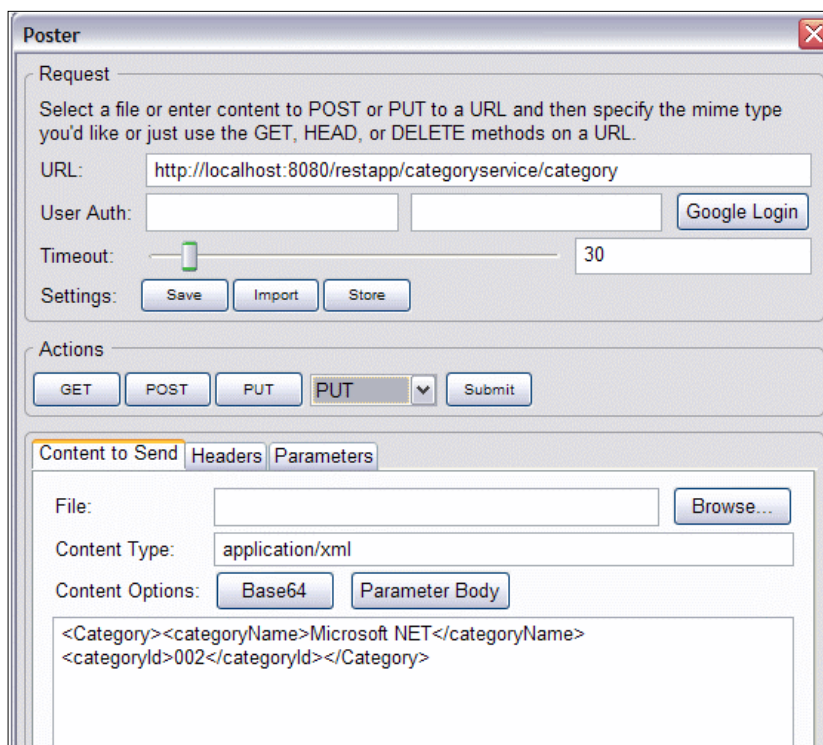 Poster
Request
Select a file or enter content to POST or PUT to a URL and then specify the mime type
you'd like or just use the GET, HEAD, or DELETE methods on a URL.
URL: http://localhost:8080/restapp/categoryservice/category
User Auth: Google Login
Timeout: 30
Settings: Save Import Store
Actions
GET POST PUT PUT Submit
Content to Send Headers Parameters
File: Browse...
Content Type: application/xml
Content Options: Base64 Parameter Body
<Category><categoryName>Microsoft NET</categoryName>
<categoryId>002</categoryId></Category>